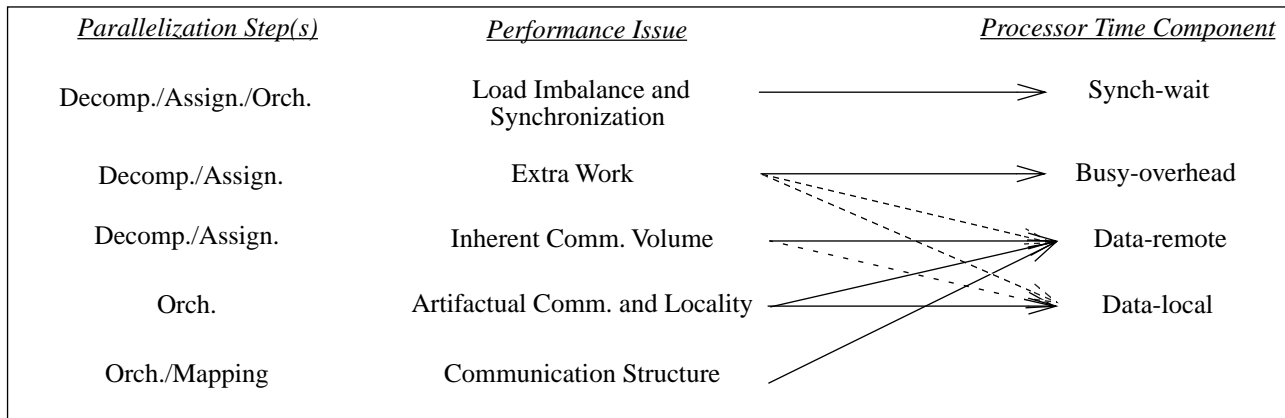 Parallelization Step(s) Performance Issue Processor Time Component
Decomp./Assign./Orch. Load Imbalance and Synch-wait
Synchronization
Decomp./Assign. Extra Work Busy-overhead
Decomp./Assign. Inherent Comm. Volume Data-remote
Orch. Artifactual Comm. and Locality Data-local
Orch./Mapping Communication Structure